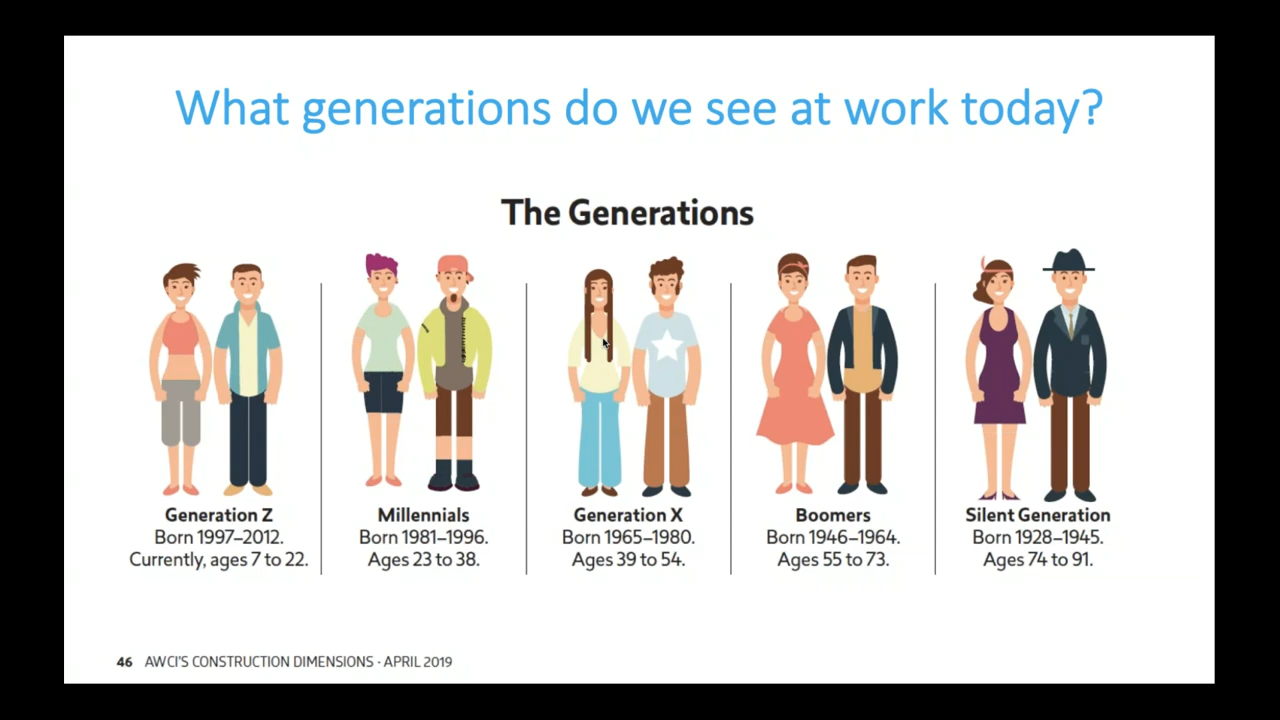 What generations do we see at work today?
The Generations
Generation Z
Born 1997–2012.
Currently, ages 7 to 22.
Millennials
Born 1981–1996.
Ages 23 to 38.
Generation X
Born 1965–1980.
Ages 39 to 54.
Boomers
Born 1946–1964.
Ages 55 to 73.
Silent Generation
Born 1928–1945.
Ages 74 to 91.
46 AWCI'S CONSTRUCTION DIMENSIONS · APRIL 2019